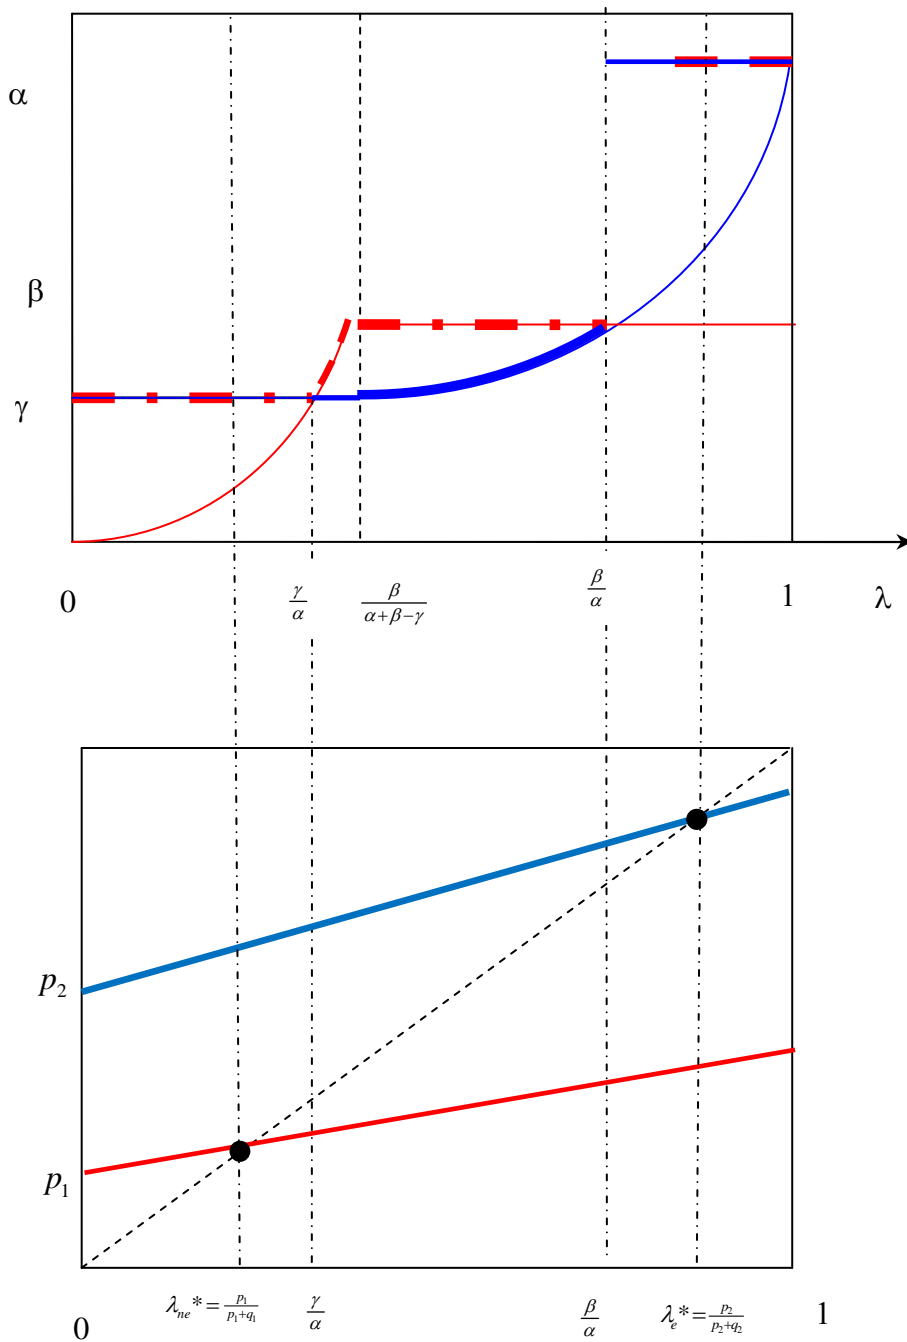 α
β
γ
0 γ/α β/(α+β−γ) β/α 1 λ
p₂
p₁
0 λₙₑ*=p₁/(p₁+q₁) γ/α β/α λₑ*=p₂/(p₂+q₂) 1